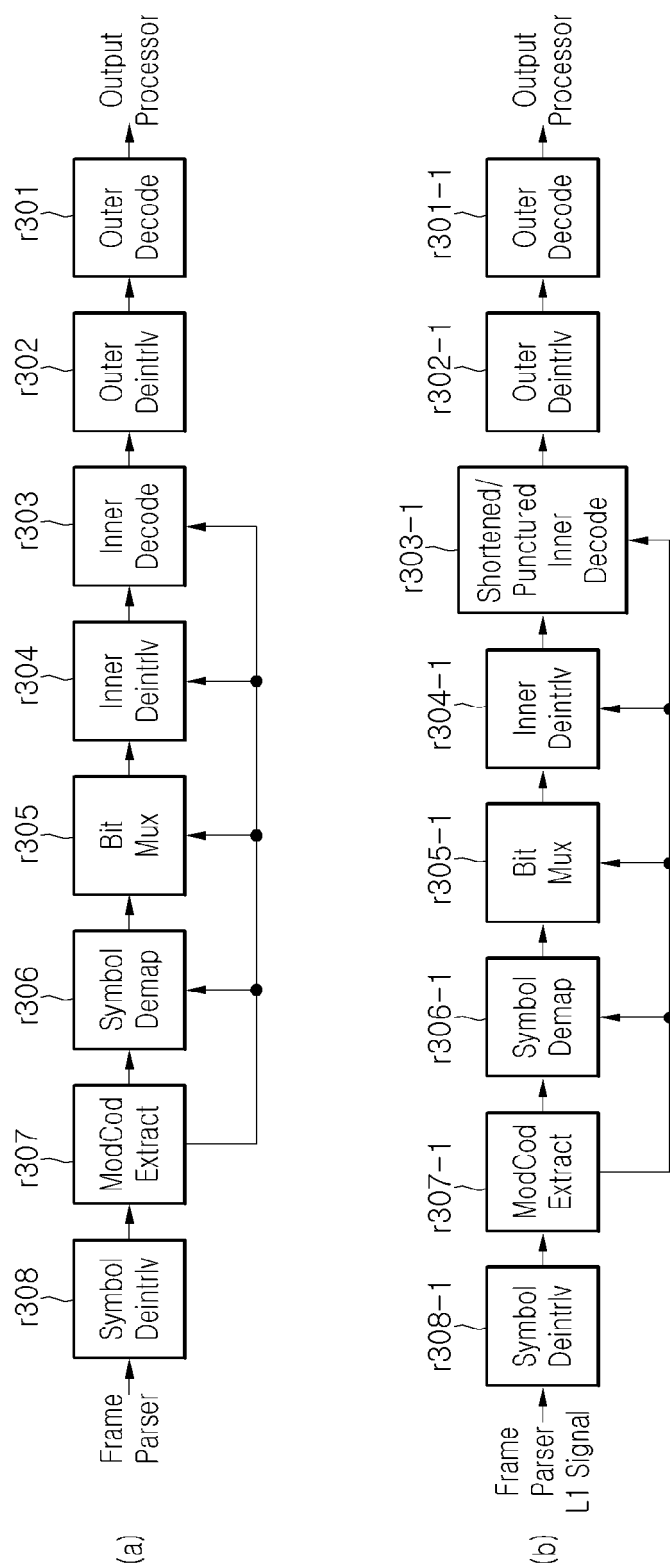 (a)
Frame
Parser
r308
Symbol
Deintrlv
r307
ModCod
Extract
r306
Symbol
Demap
r305
Bit
Mux
r304
Inner
Deintrlv
r303
Inner
Decode
r302
Outer
Deintrlv
r301
Outer
Decode
Output
Processor
(b)
Frame
Parser
L1 Signal
r308-1
Symbol
Deintrlv
r307-1
ModCod
Extract
r306-1
Symbol
Demap
r305-1
Bit
Mux
r304-1
Inner
Deintrlv
r303-1
Shortened/
Punctured
Inner
Decode
r302-1
Outer
Deintrlv
r301-1
Outer
Decode
Output
Processor